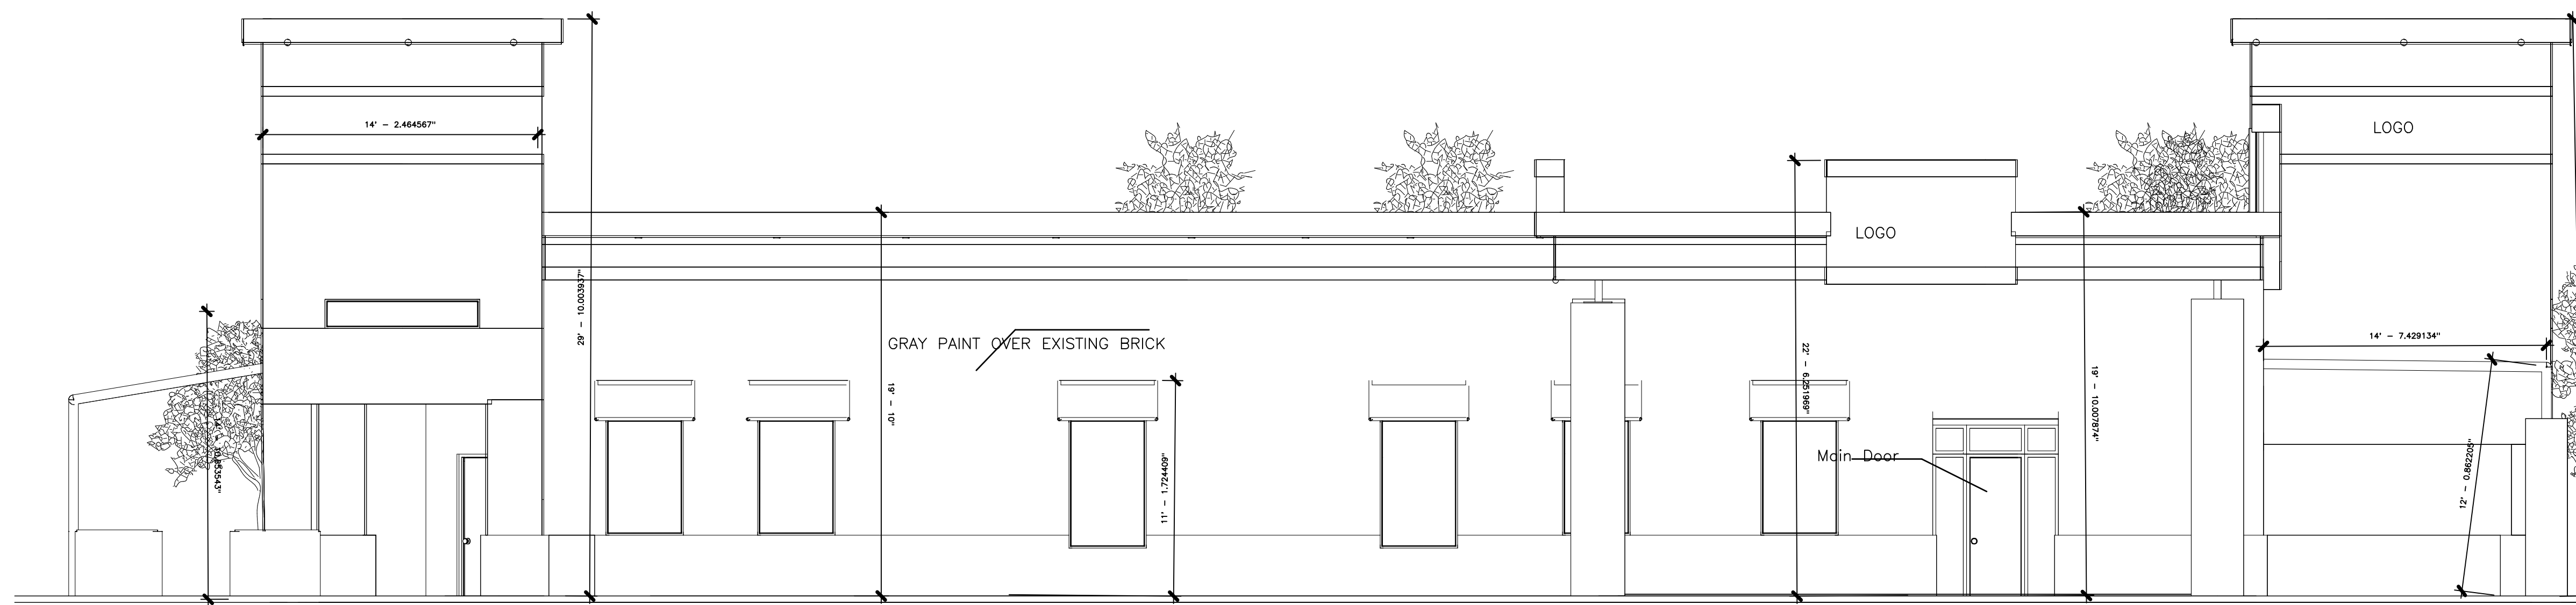 14' - 2.464567"
LOGO
LOGO
29' - 10.003937"
GRAY PAINT OVER EXISTING BRICK
14' - 7.429134"
22' - 6.251969"
19' - 10"
19' - 10.007874"
11' - 1.724409"
Main Door
12' - 0.862205"